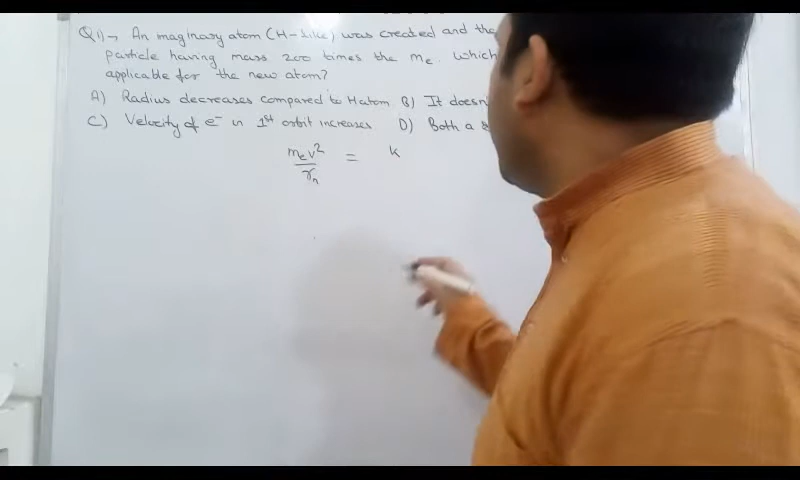 Q1) → An imaginary atom (H-like) was created and the
particle having mass 200 times the me. Which
applicable for the new atom?
A) Radius decreases compared to H atom B) It doesn
C) Velocity of e⁻ in 1st orbit increases D) Both a &
mev²/rn = k